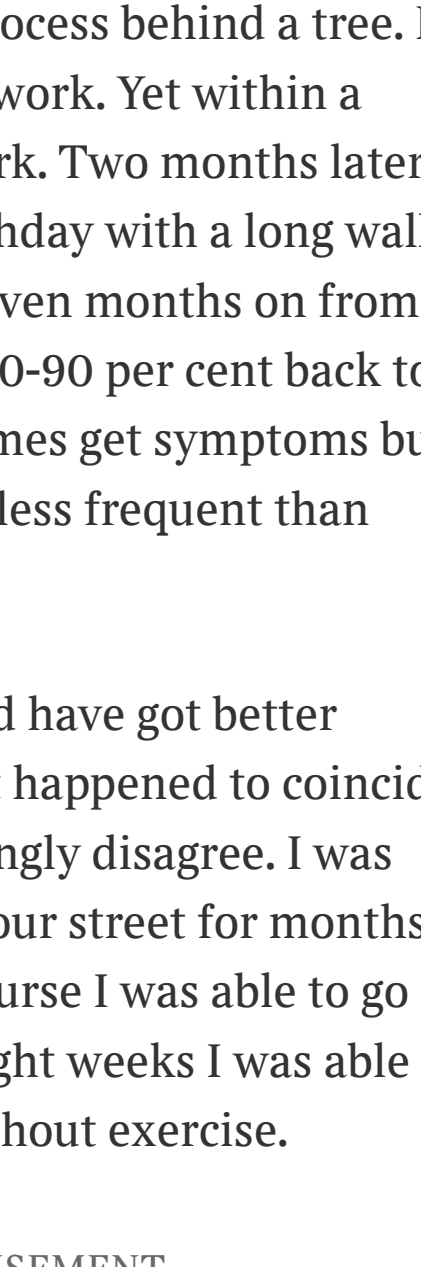 ocess behind a tree.
work. Yet within a
rk. Two months later
hday with a long wal
ven months on from
0-90 per cent back to
mes get symptoms bu
less frequent than
d have got better
happened to coincid
ngly disagree. I was
our street for months
urse I was able to go
ght weeks I was able
hout exercise.
ISEMENT